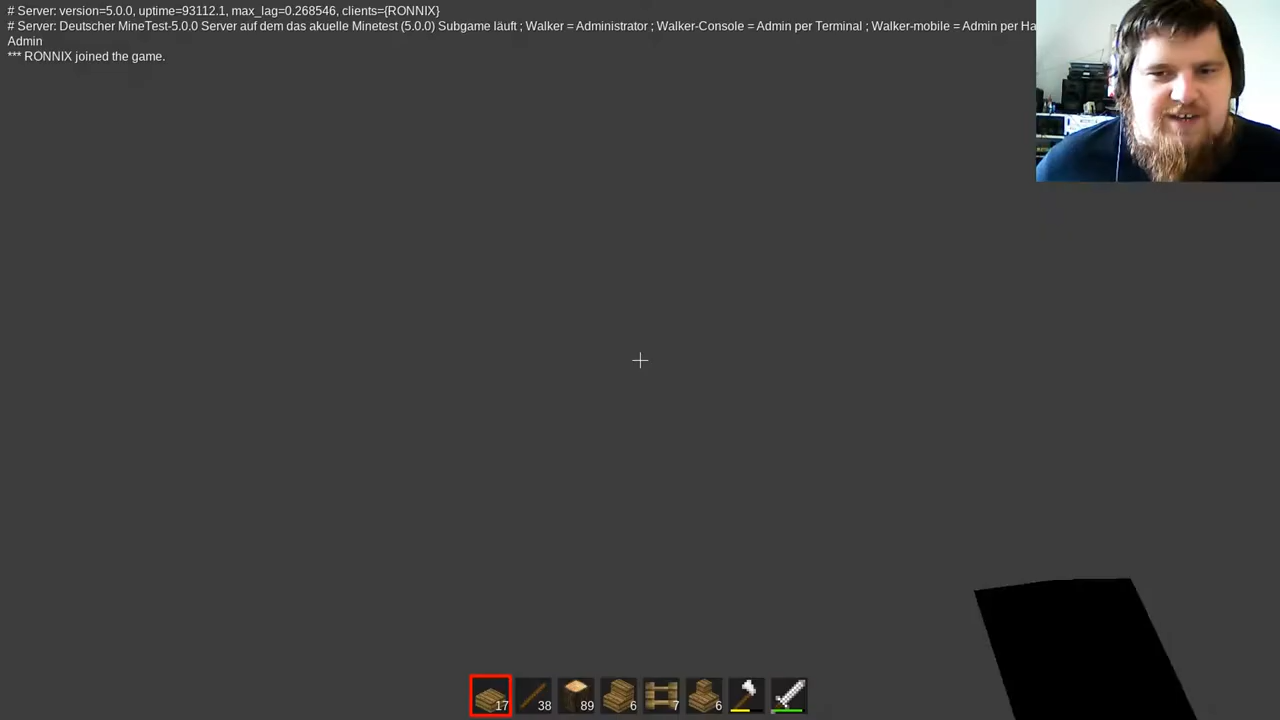 # Server: version=5.0.0, uptime=93112.1, max_lag=0.268546, clients={RONNIX}
# Server: Deutscher MineTest-5.0.0 Server auf dem das akuelle Minetest (5.0.0) Subgame läuft ; Walker = Administrator ; Walker-Console = Admin per Terminal ; Walker-mobile = Admin per Ha
Admin
*** RONNIX joined the game.
17 38 89 6 7 6